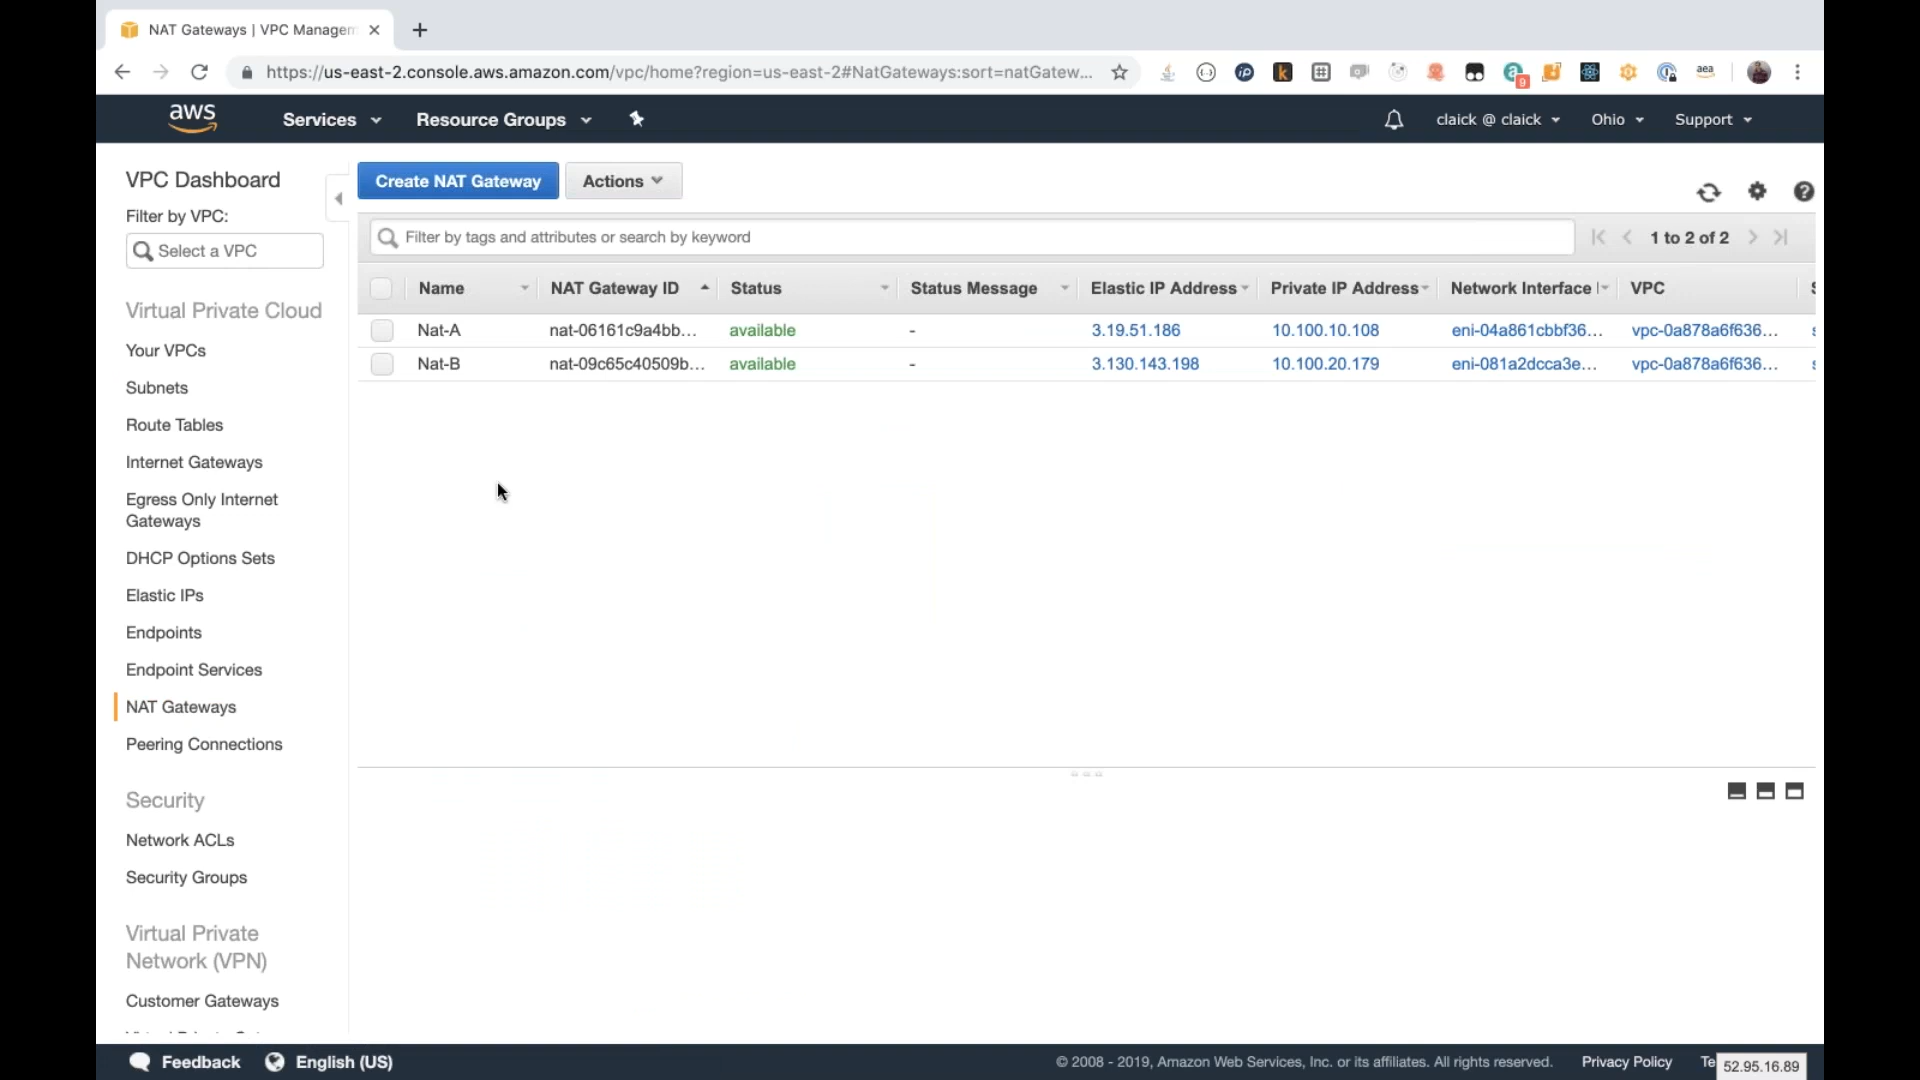 NAT Gateways | VPC Managem
https://us-east-2.console.aws.amazon.com/vpc/home?region=us-east-2#NatGateways:sort=natGatew...
9
aea
aws
Services
Resource Groups
claick @ claick
Ohio
Support
VPC Dashboard
Filter by VPC:
Select a VPC
Virtual Private Cloud
Your VPCs
Subnets
Route Tables
Internet Gateways
Egress Only Internet
Gateways
DHCP Options Sets
Elastic IPs
Endpoints
Endpoint Services
NAT Gateways
Peering Connections
Security
Network ACLs
Security Groups
Virtual Private
Network (VPN)
Customer Gateways
Create NAT Gateway
Actions
Filter by tags and attributes or search by keyword
1 to 2 of 2
Name NAT Gateway ID Status Status Message Elastic IP Address Private IP Address Network Interface VPC
Nat-A nat-06161c9a4bb... available - 3.19.51.186 10.100.10.108 eni-04a861cbbf36... vpc-0a878a6f636...
Nat-B nat-09c65c40509b... available - 3.130.143.198 10.100.20.179 eni-081a2dcca3e... vpc-0a878a6f636...
Feedback
English (US)
© 2008 - 2019, Amazon Web Services, Inc. or its affiliates. All rights reserved.
Privacy Policy
Te
52.95.16.89